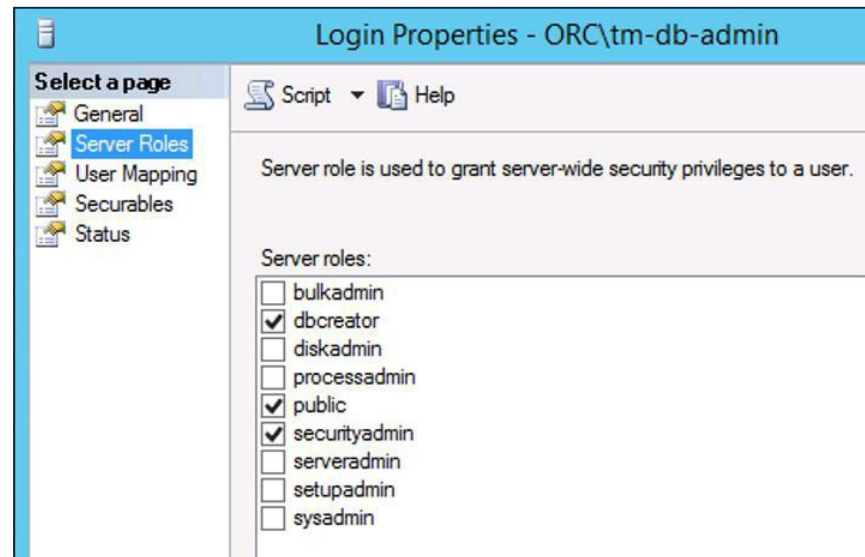 Login Properties - ORC\tm-db-admin
Select a page
General
Server Roles
User Mapping
Securables
Status
Script
Help
Server role is used to grant server-wide security privileges to a user.
Server roles:
bulkadmin
dbcreator
diskadmin
processadmin
public
securityadmin
serveradmin
setupadmin
sysadmin